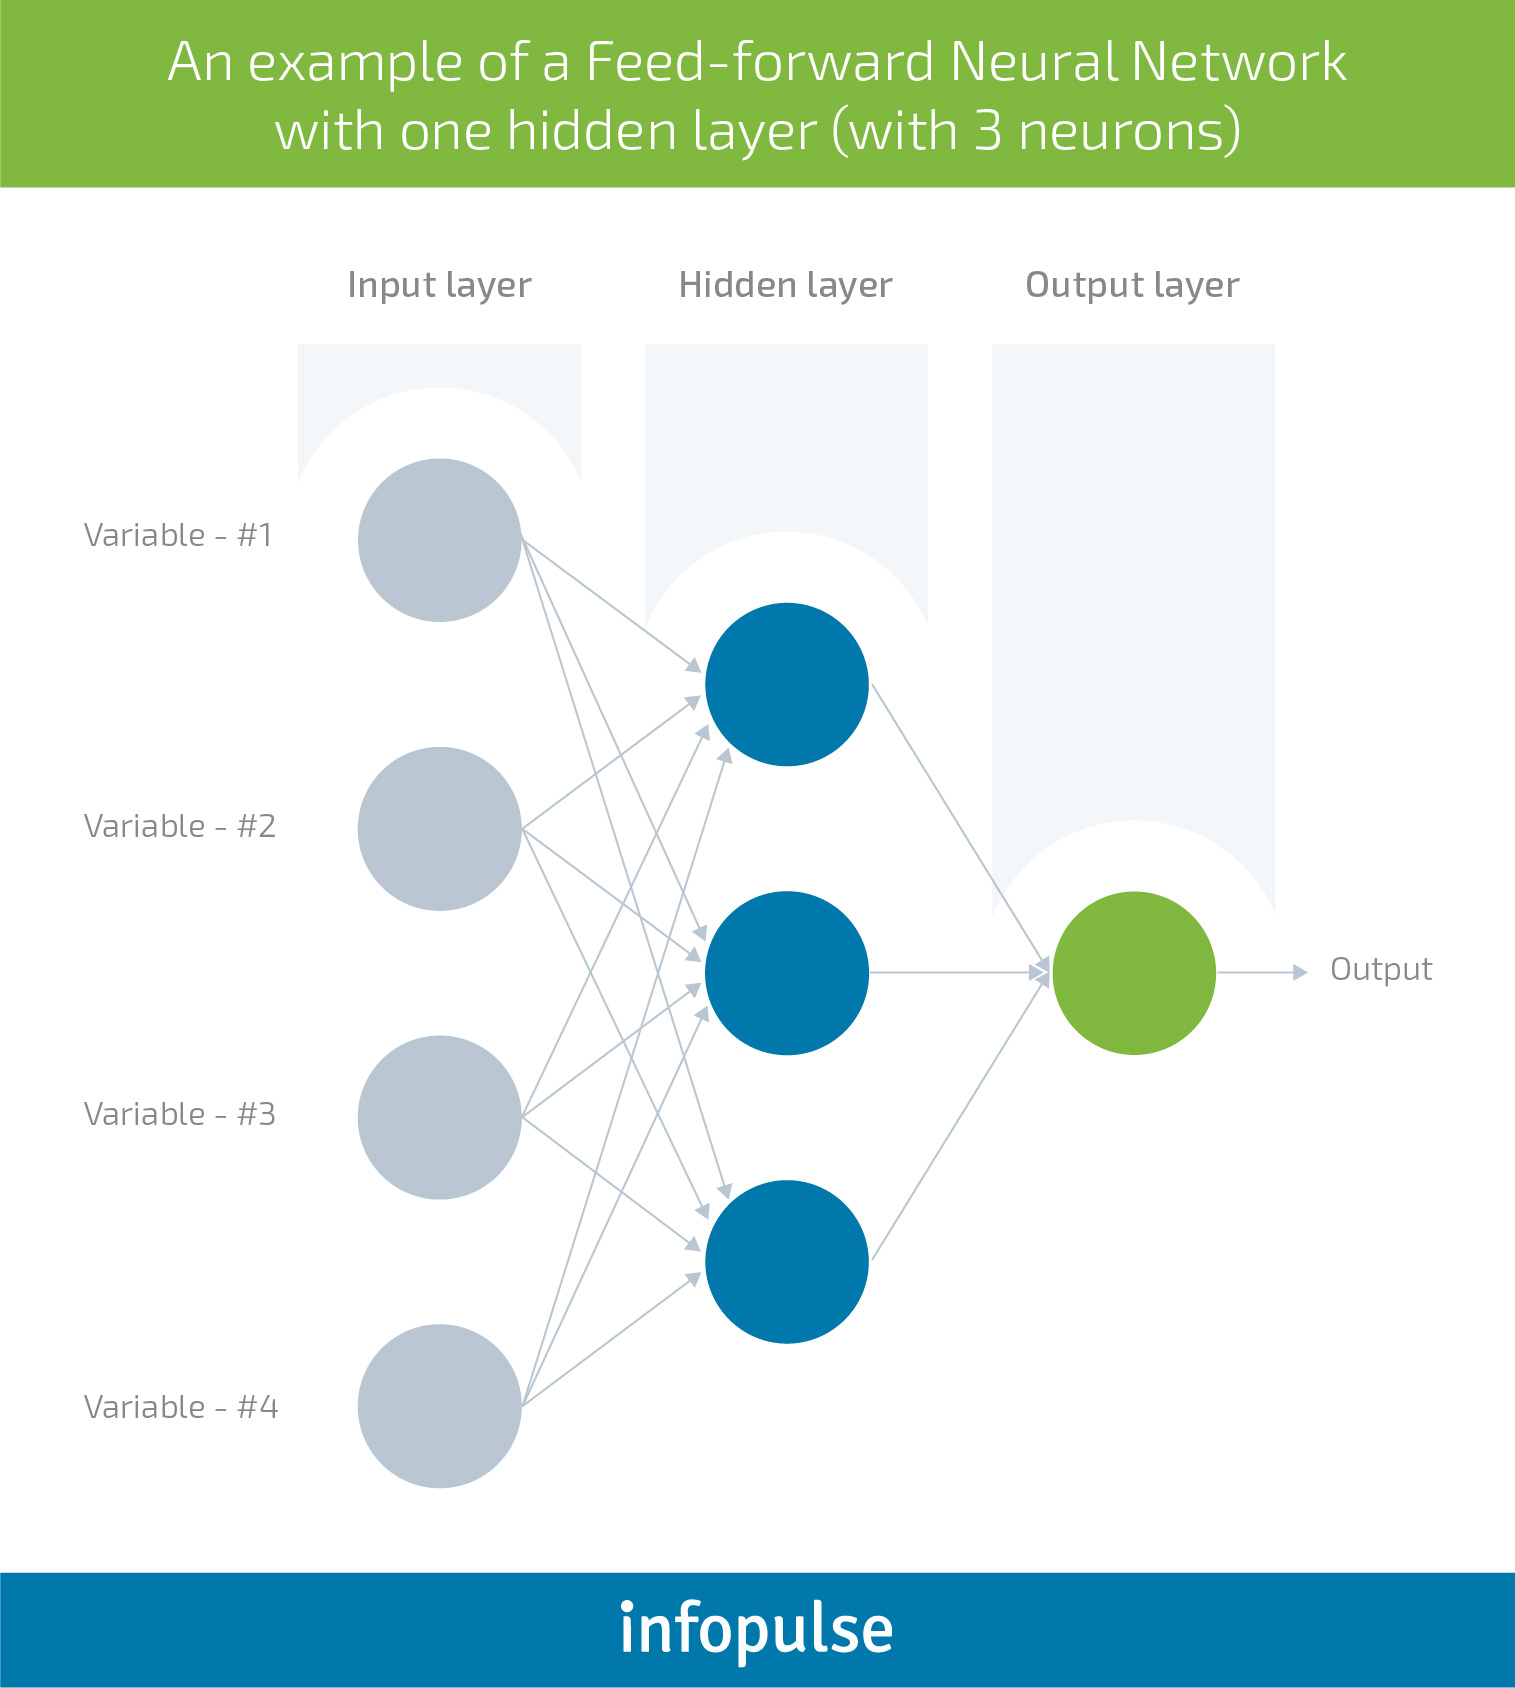 An example of a Feed-forward Neural Network
with one hidden layer (with 3 neurons)
Input layer
Hidden layer
Output layer
Variable - #1
Variable - #2
Variable - #3
Variable - #4
Output
infopulse